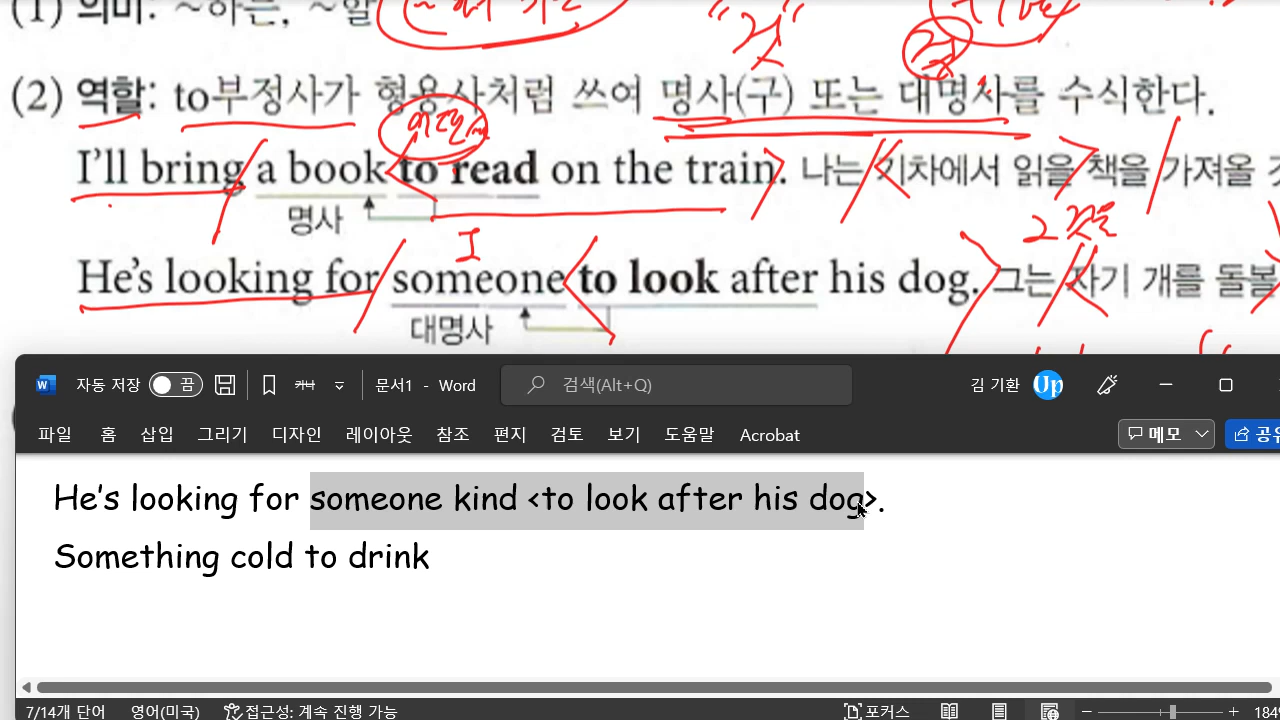 (1) 의미: ~하는, ~할
"것"
(2) 역할: to부정사가 형용사처럼 쓰여 명사(구) 또는 대명사를 수식한다.
I'll bring a book to read on the train. 나는 기차에서 읽을 책을 가져올 것
명사
He's looking for someone to look after his dog. 그는 자기 개를 돌볼
대명사
자동 저장 끔 가나 문서1 - Word 검색(Alt+Q) 김 기환 Up
파일 홈 삽입 그리기 디자인 레이아웃 참조 편지 검토 보기 도움말 Acrobat 메모 공유
He's looking for someone kind <to look after his dog>.
Something cold to drink
7/14개 단어 영어(미국) 접근성: 계속 진행 가능 포커스 184%